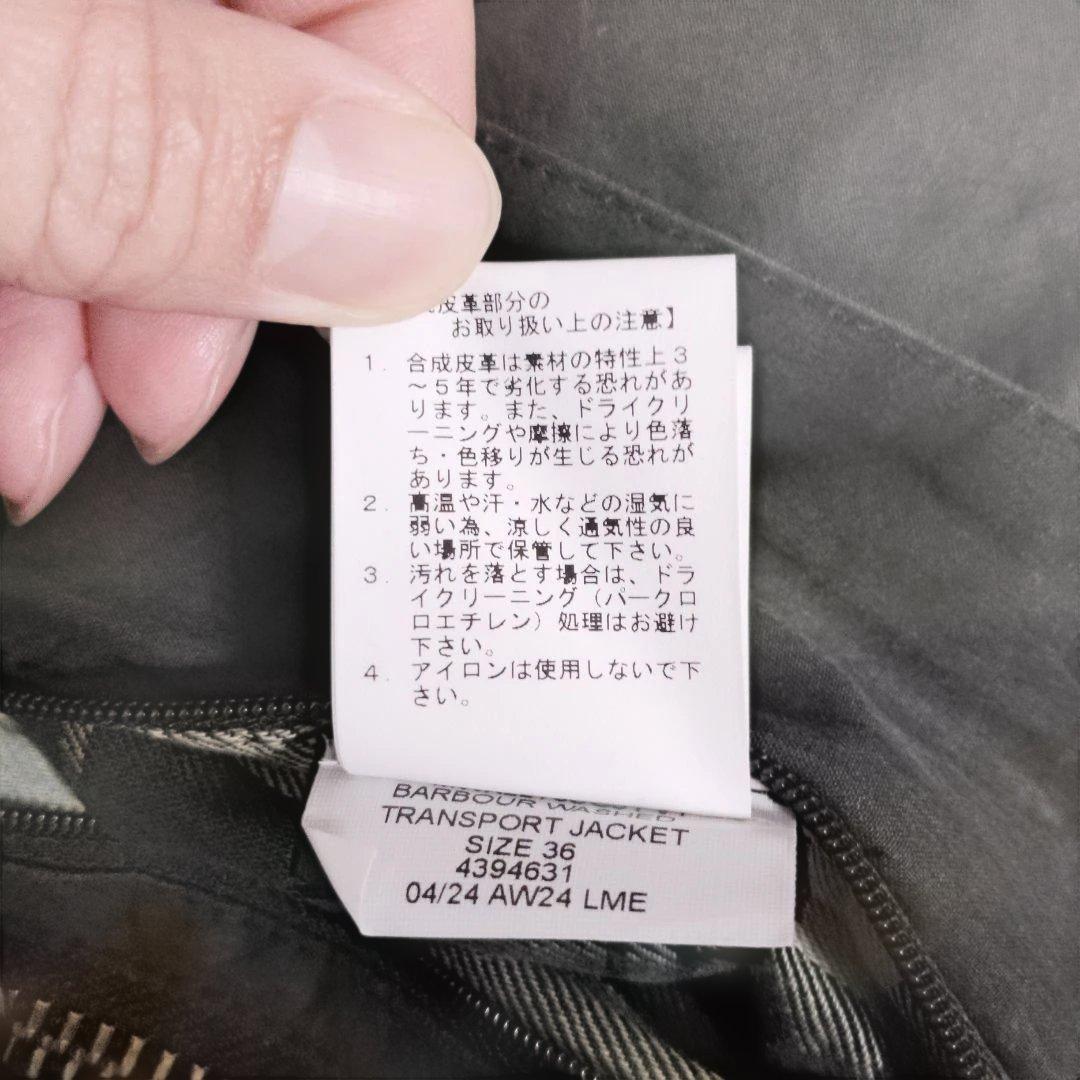 皮革部分の
お取り扱い上の注意】
1. 合成皮革は素材の特性上3
～5年で劣化する恐れがあ
ります。また、ドライクリ
ーニングや摩擦により色落
ち・色移りが生じる恐れが
あります。
2. 高温や汗・水などの湿気に
弱い為、涼しく通気性の良
い場所で保管して下さい。
3. 汚れを落とす場合は、ドラ
イクリーニング（パークロ
ロエチレン）処理はお避け
下さい。
4. アイロンは使用しないで下
さい。
BARBOUR WASHED
TRANSPORT JACKET
SIZE 36
4394631
04/24 AW24 LME